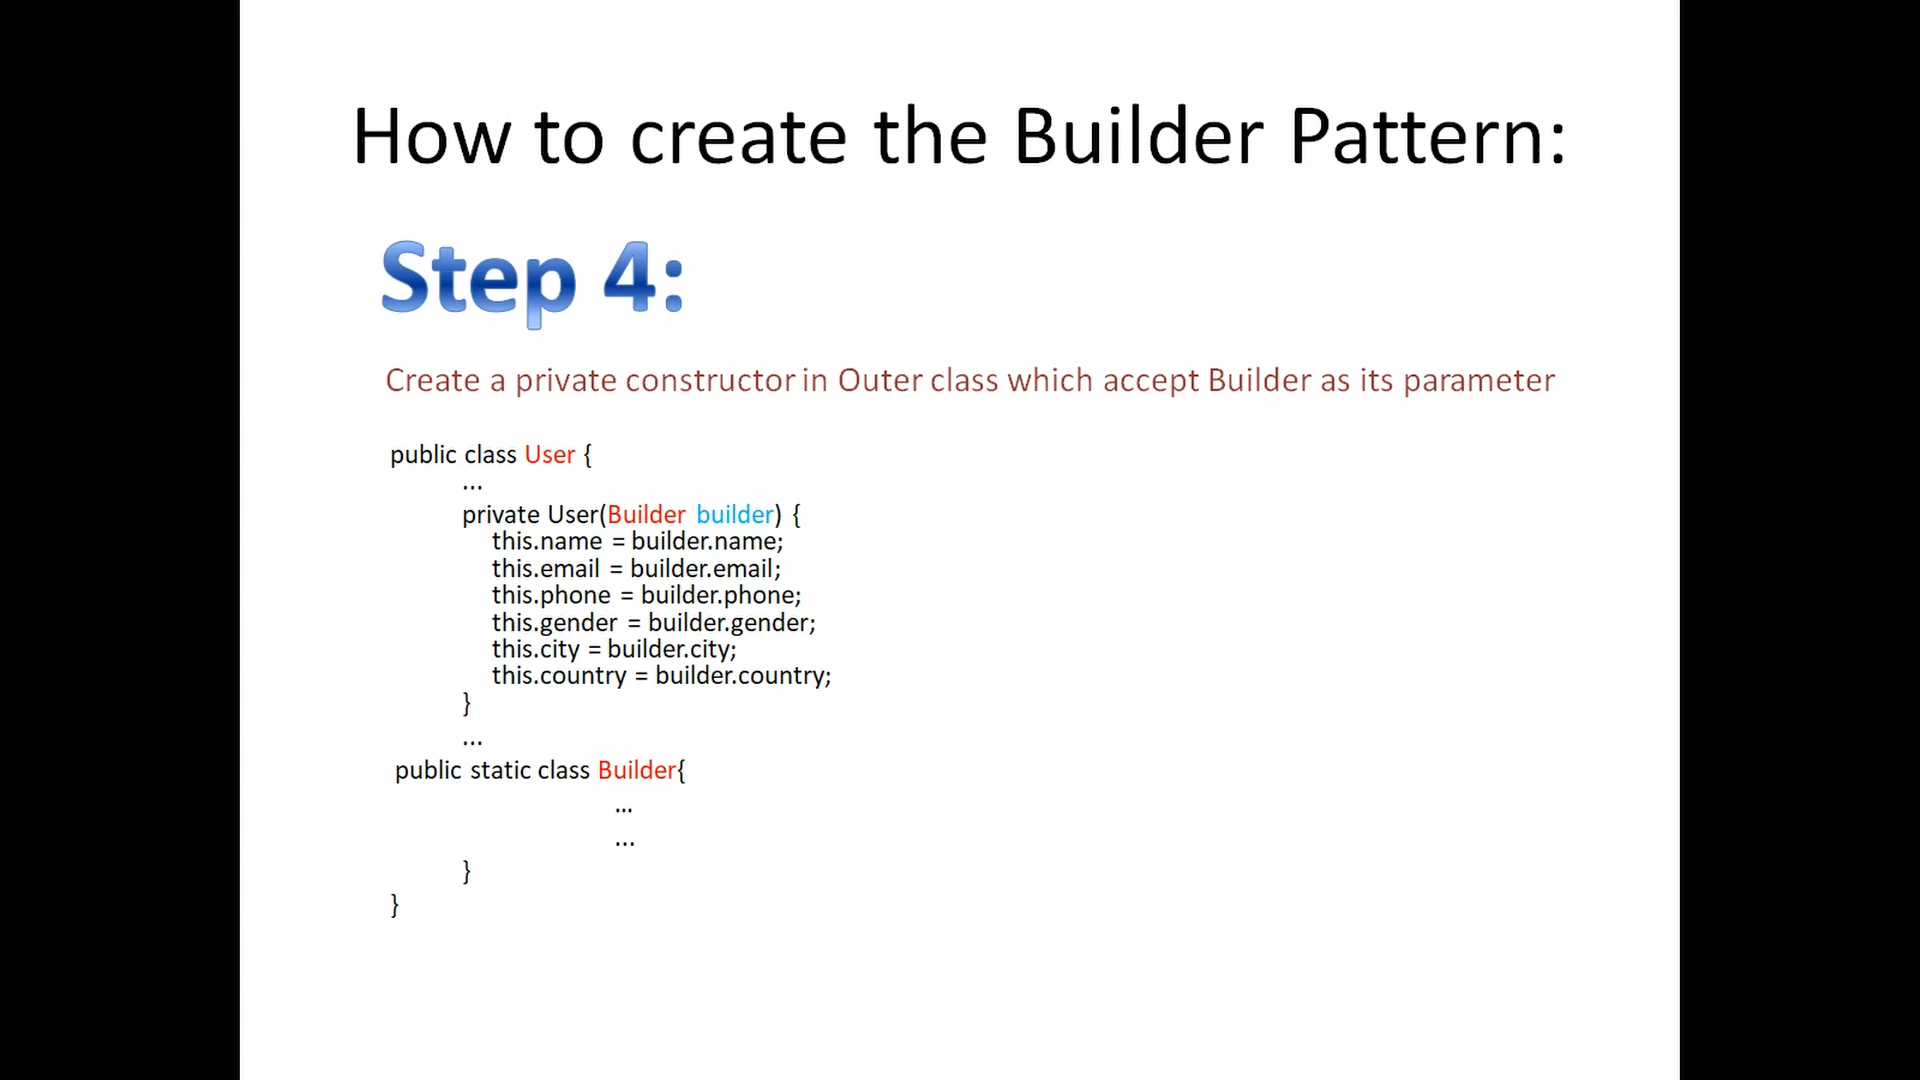 How to create the Builder Pattern:
Step 4:
Create a private constructor in Outer class which accept Builder as its parameter
public class User {
...
private User(Builder builder) {
this.name = builder.name;
this.email = builder.email;
this.phone = builder.phone;
this.gender = builder.gender;
this.city = builder.city;
this.country = builder.country;
}
...
public static class Builder{
...
...
}
}